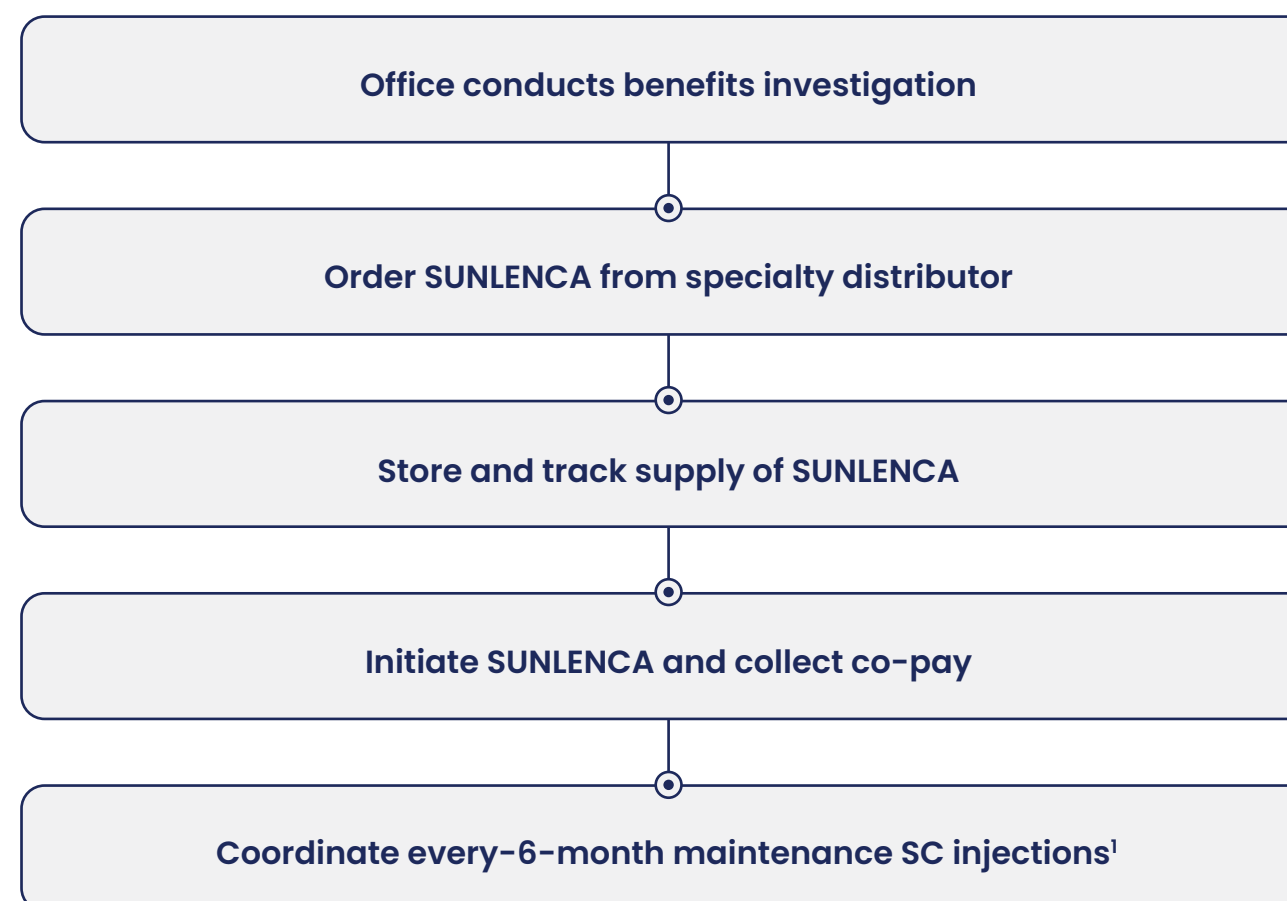 Office conducts benefits investigation
Order SUNLENCA from specialty distributor
Store and track supply of SUNLENCA
Initiate SUNLENCA and collect co-pay
Coordinate every-6-month maintenance SC injections¹